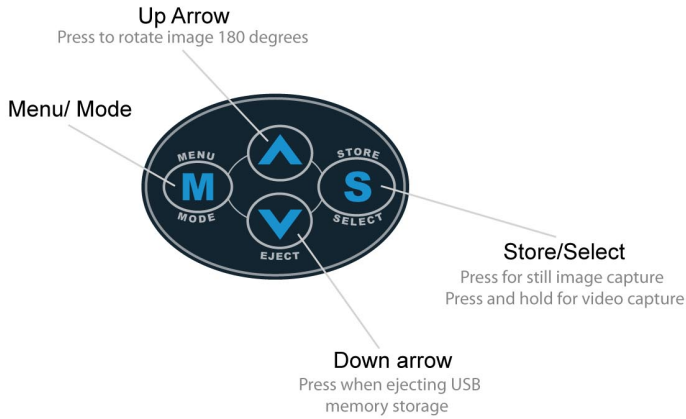 Up Arrow
Press to rotate image 180 degrees
Menu/ Mode
MENU
M
MODE
STORE
S
SELECT
EJECT
Store/Select
Press for still image capture
Press and hold for video capture
Down arrow
Press when ejecting USB
memory storage